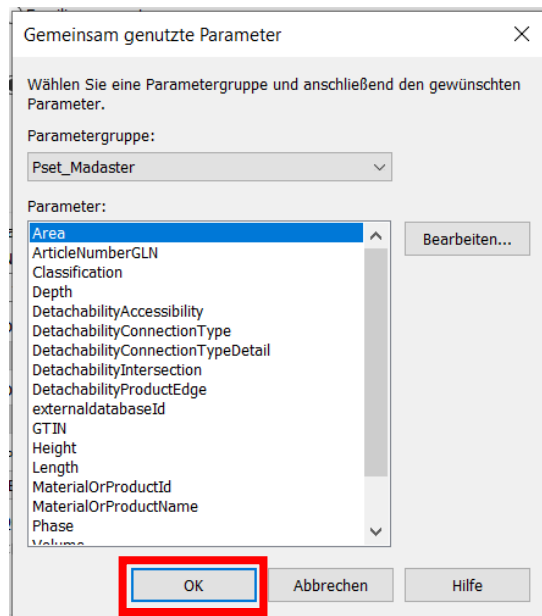 Gemeinsam genutzte Parameter
Wählen Sie eine Parametergruppe und anschließend den gewünschten
Parameter.
Parametergruppe:
Pset_Madaster
Parameter:
Area
Bearbeiten...
ArticleNumberGLN
Classification
Depth
DetachabilityAccessibility
DetachabilityConnectionType
DetachabilityConnectionTypeDetail
DetachabilityIntersection
DetachabilityProductEdge
externaldatabaseId
GTIN
Height
Length
MaterialOrProductId
MaterialOrProductName
Phase
Volume
OK
Abbrechen
Hilfe